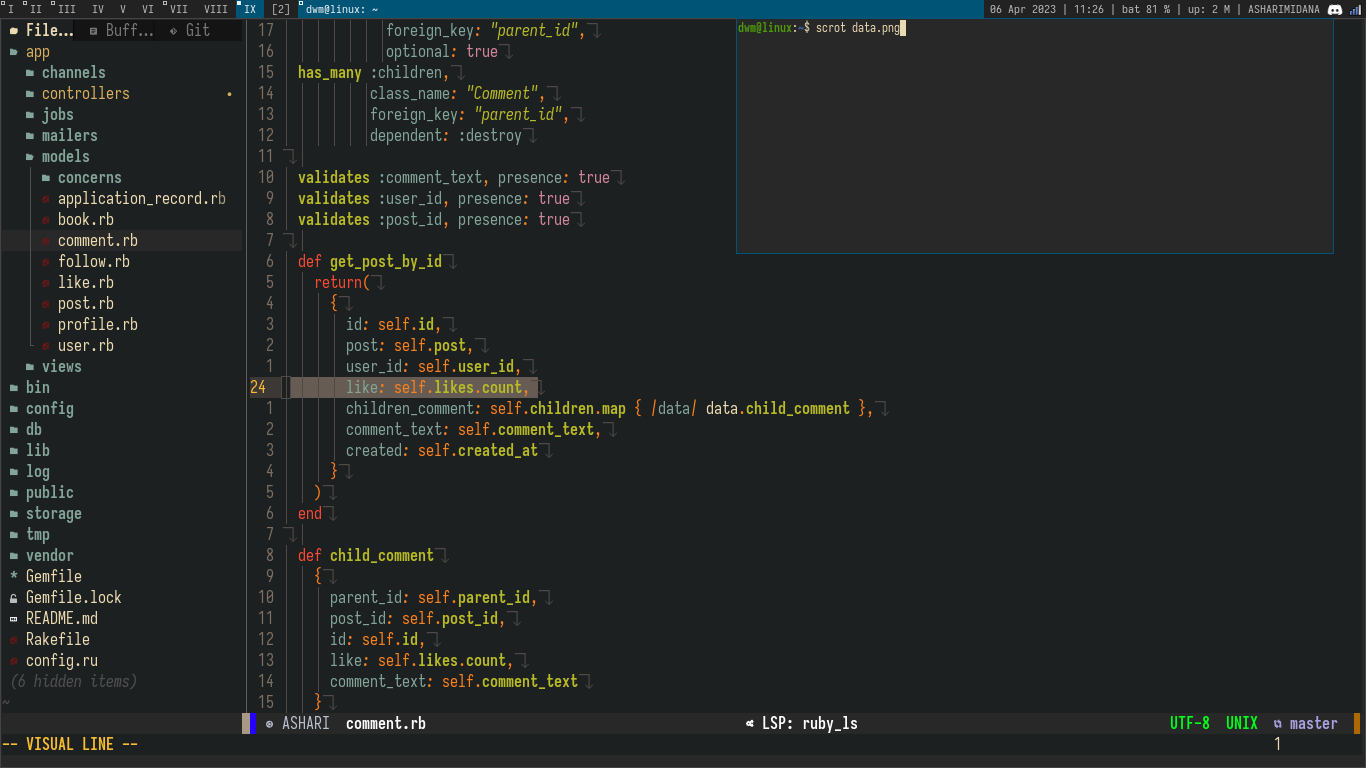 I II III IV V VI VII VIII IX [2] dwm@linux: ~ 06 Apr 2023 | 11:26 | bat 81 % | up: 2 M | ASHARIMIDANA
File... Buff... Git
app
channels
controllers
jobs
mailers
models
concerns
application_record.rb
book.rb
comment.rb
follow.rb
like.rb
post.rb
profile.rb
user.rb
views
bin
config
db
lib
log
public
storage
tmp
vendor
* Gemfile
Gemfile.lock
README.md
Rakefile
config.ru
(6 hidden items)
~
17 foreign_key: "parent_id",
16 optional: true
15 has_many :children,
14 class_name: "Comment",
13 foreign_key: "parent_id",
12 dependent: :destroy
11
10 validates :comment_text, presence: true
9 validates :user_id, presence: true
8 validates :post_id, presence: true
7
6 def get_post_by_id
5 return(
4 {
3 id: self.id,
2 post: self.post,
1 user_id: self.user_id,
24 like: self.likes.count,
1 children_comment: self.children.map { |data| data.child_comment },
2 comment_text: self.comment_text,
3 created: self.created_at
4 }
5 )
6 end
7
8 def child_comment
9 {
10 parent_id: self.parent_id,
11 post_id: self.post_id,
12 id: self.id,
13 like: self.likes.count,
14 comment_text: self.comment_text
15 }
dwm@linux:~$ scrot data.png
ASHARI comment.rb LSP: ruby_ls UTF-8 UNIX master
-- VISUAL LINE -- 1